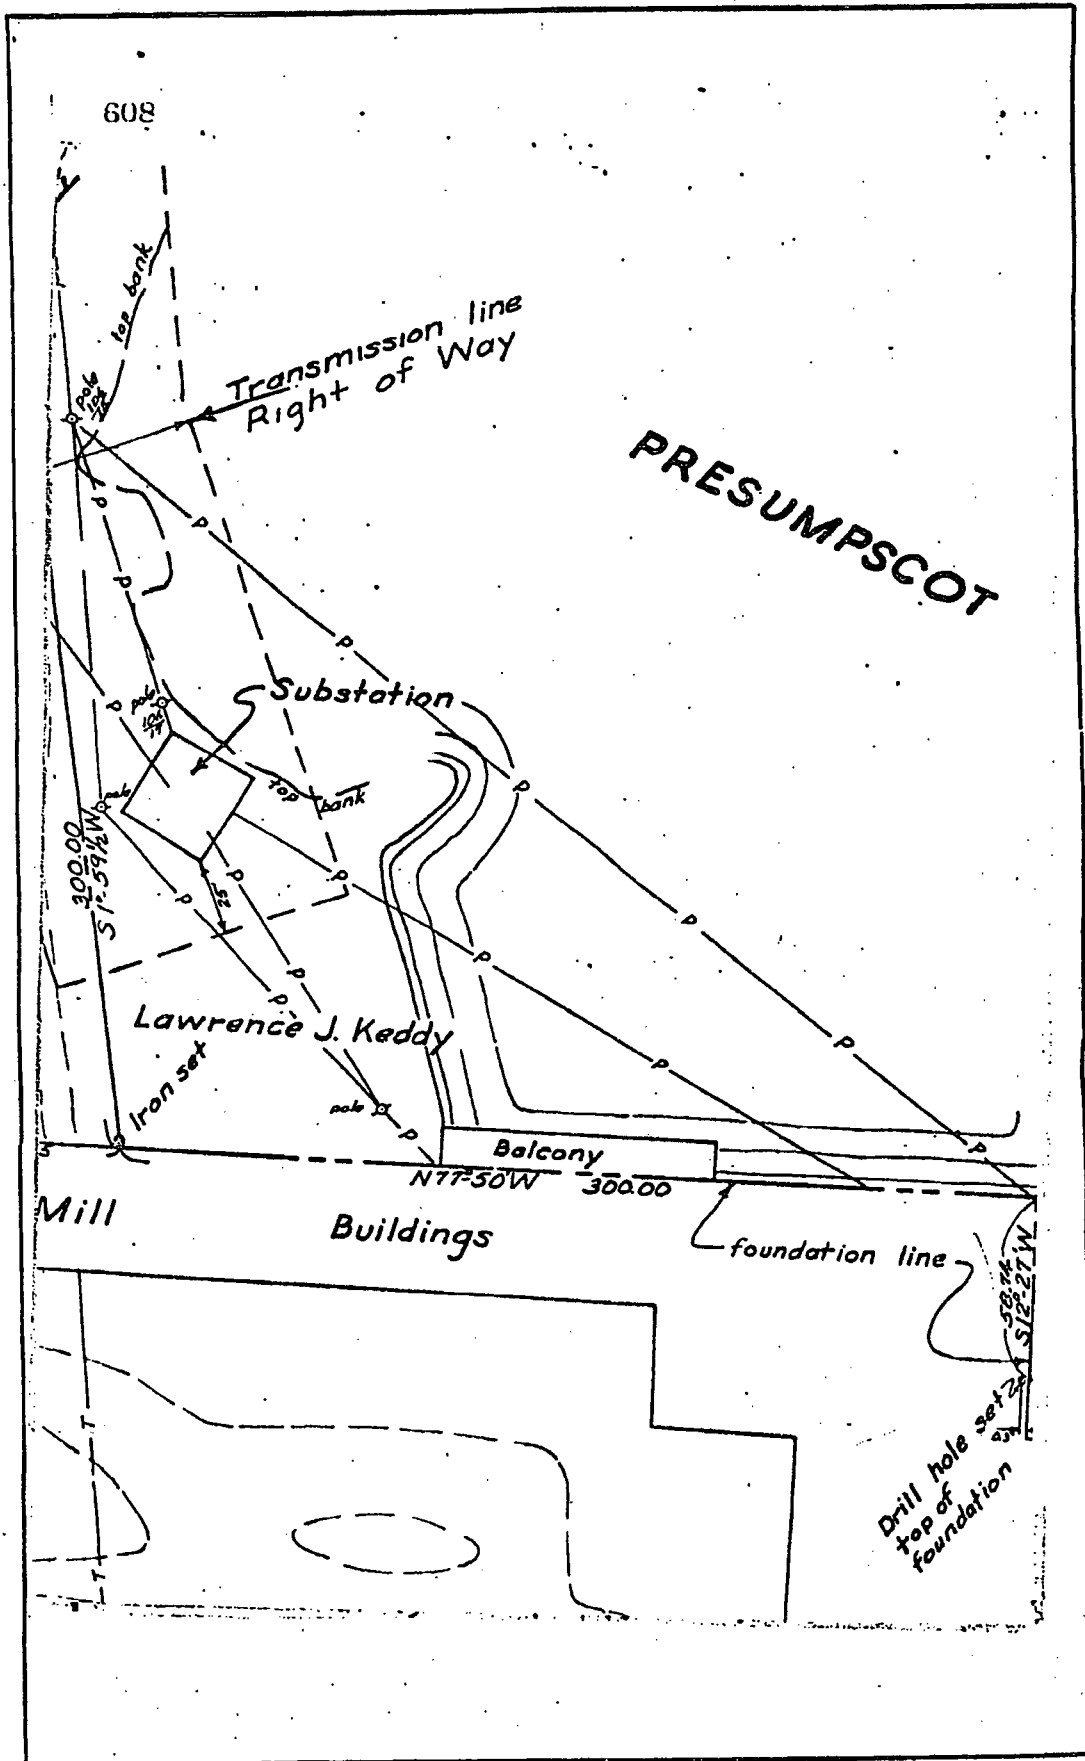 608
top bank
Transmission line
Right of Way
pole
PRESUMPSCOT
P
P
P
P
P
Substation
pole
top bank
pole
P
P
P
P
300.00
S 1°-59½ W
25'
P
P
P
P
Lawrence J. Keddy
Iron set
P
P
pole
P
P
Balcony
N77°-50'W 300.00
Mill
Buildings
foundation line
58.74
S12°-27'W
Drill hole set
top of
foundation
T
T